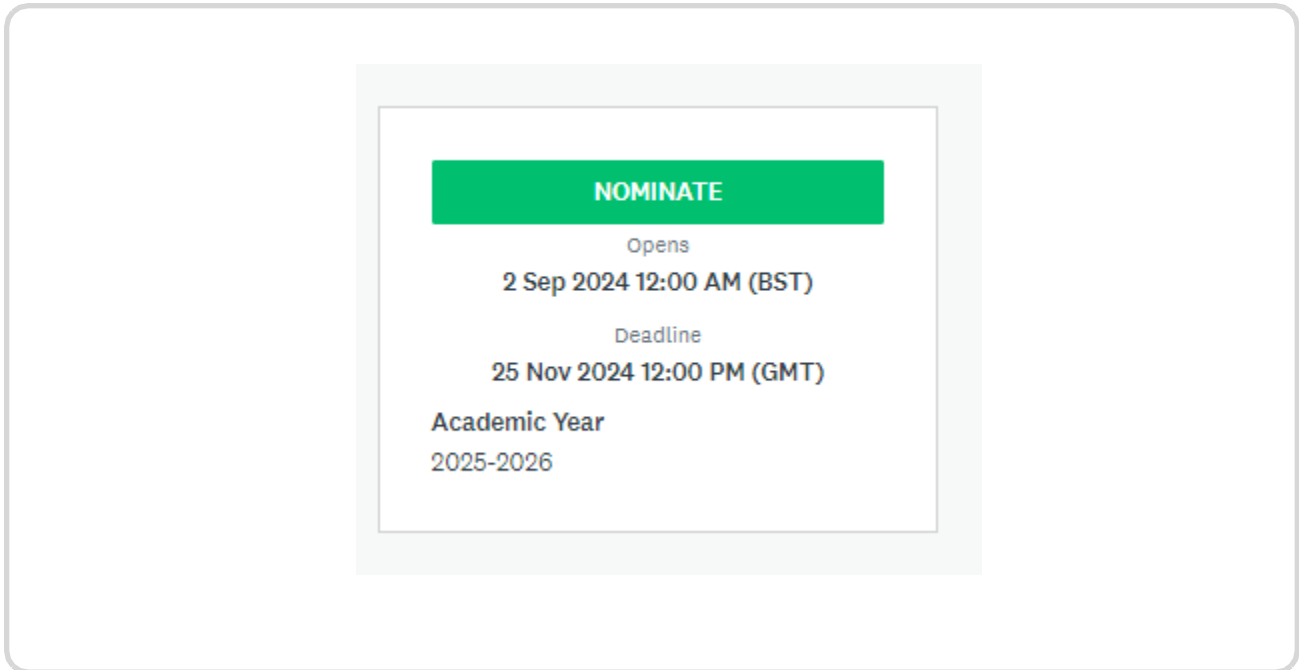 NOMINATE
Opens
2 Sep 2024 12:00 AM (BST)
Deadline
25 Nov 2024 12:00 PM (GMT)
Academic Year
2025-2026